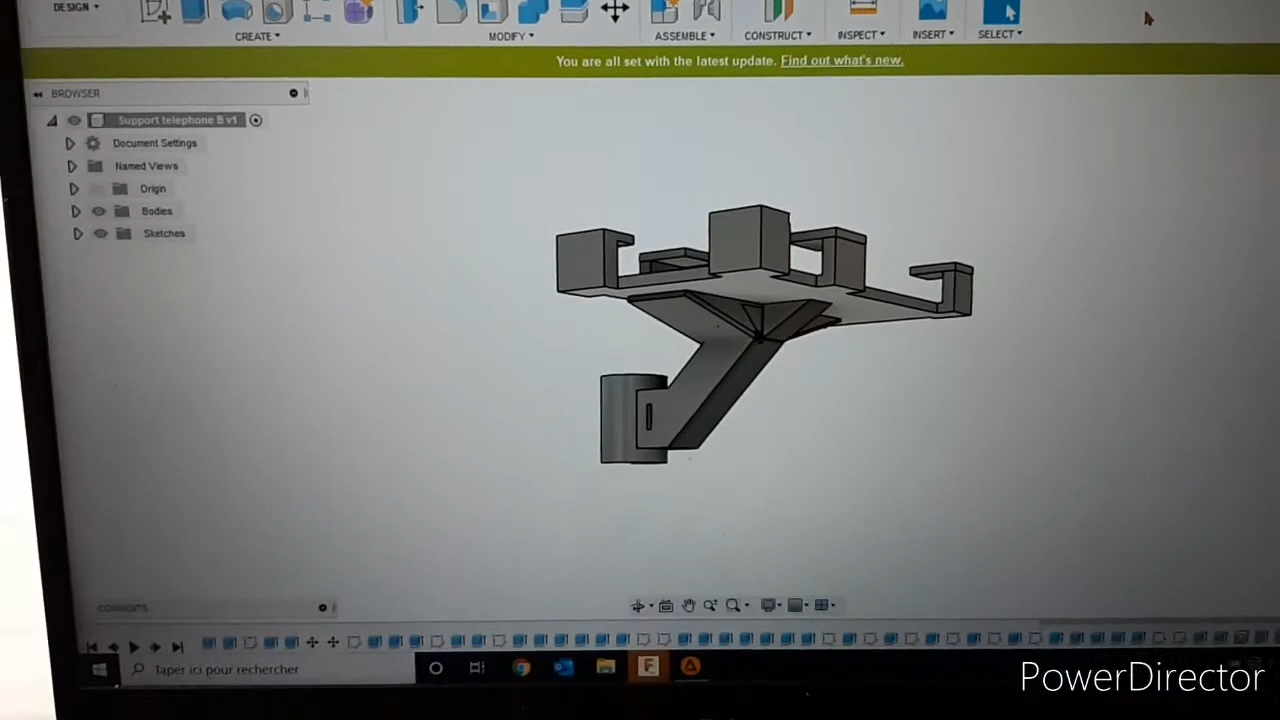 DESIGN
CREATE
MODIFY
ASSEMBLE
CONSTRUCT
INSPECT
INSERT
SELECT
You are all set with the latest update. Find out what's new.
BROWSER
Support telephone B v1
Document Settings
Named Views
Origin
Bodies
Sketches
COMMENTS
Taper ici pour rechercher
PowerDirector